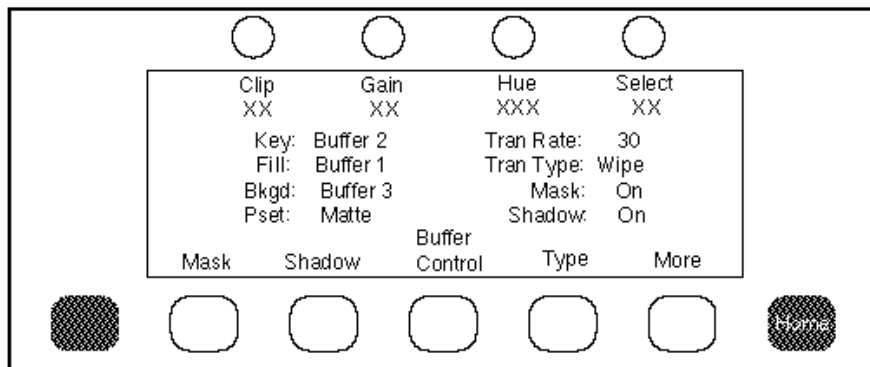 Clip Gain Hue Select
XX XX XXX XX
Key: Buffer 2 Tran Rate: 30
Fill: Buffer 1 Tran Type: Wipe
Bkgd: Buffer 3 Mask: On
Pset: Matte Shadow: On
Mask Shadow Buffer Control Type More
Home